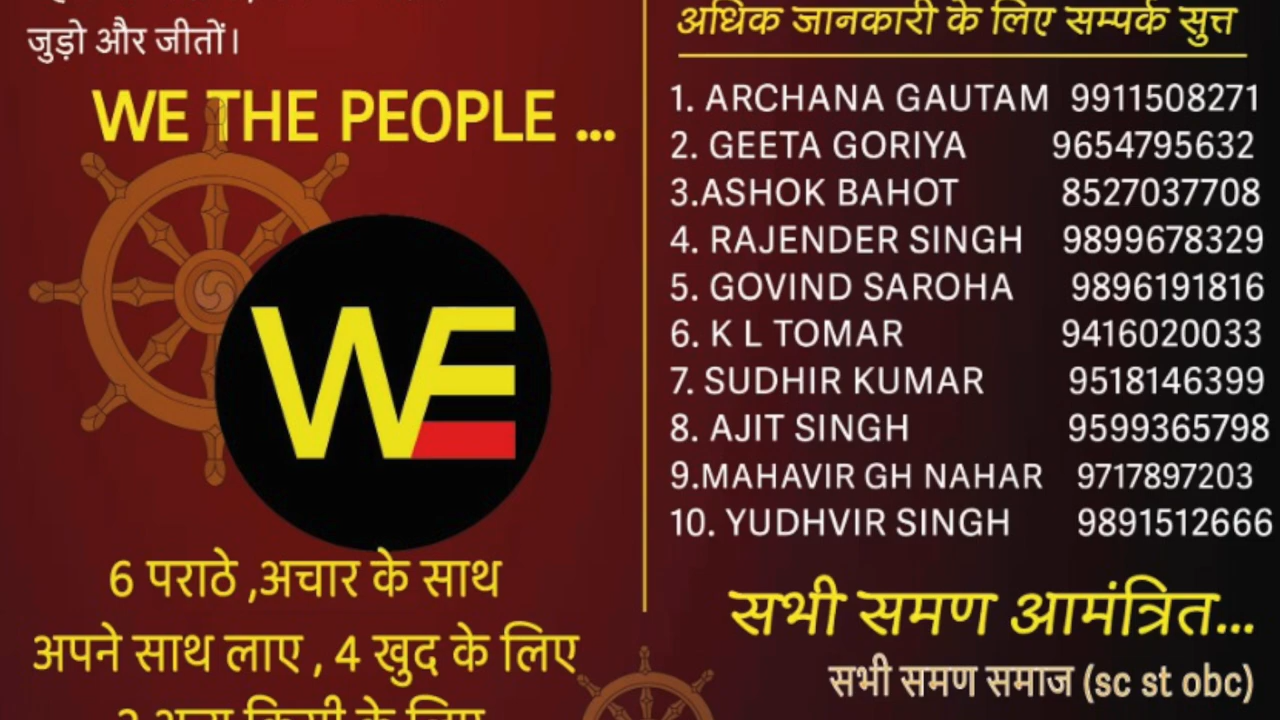 जुड़ो और जीतों।
WE THE PEOPLE ...
WE
6 पराठे ,अचार के साथ
अपने साथ लाए , 4 खुद के लिए
अधिक जानकारी के लिए सम्पर्क सुत्त
1. ARCHANA GAUTAM 9911508271
2. GEETA GORIYA 9654795632
3.ASHOK BAHOT 8527037708
4. RAJENDER SINGH 9899678329
5. GOVIND SAROHA 9896191816
6. K L TOMAR 9416020033
7. SUDHIR KUMAR 9518146399
8. AJIT SINGH 9599365798
9.MAHAVIR GH NAHAR 9717897203
10. YUDHVIR SINGH 9891512666
सभी समण आमंत्रित...
सभी समण समाज (sc st obc)